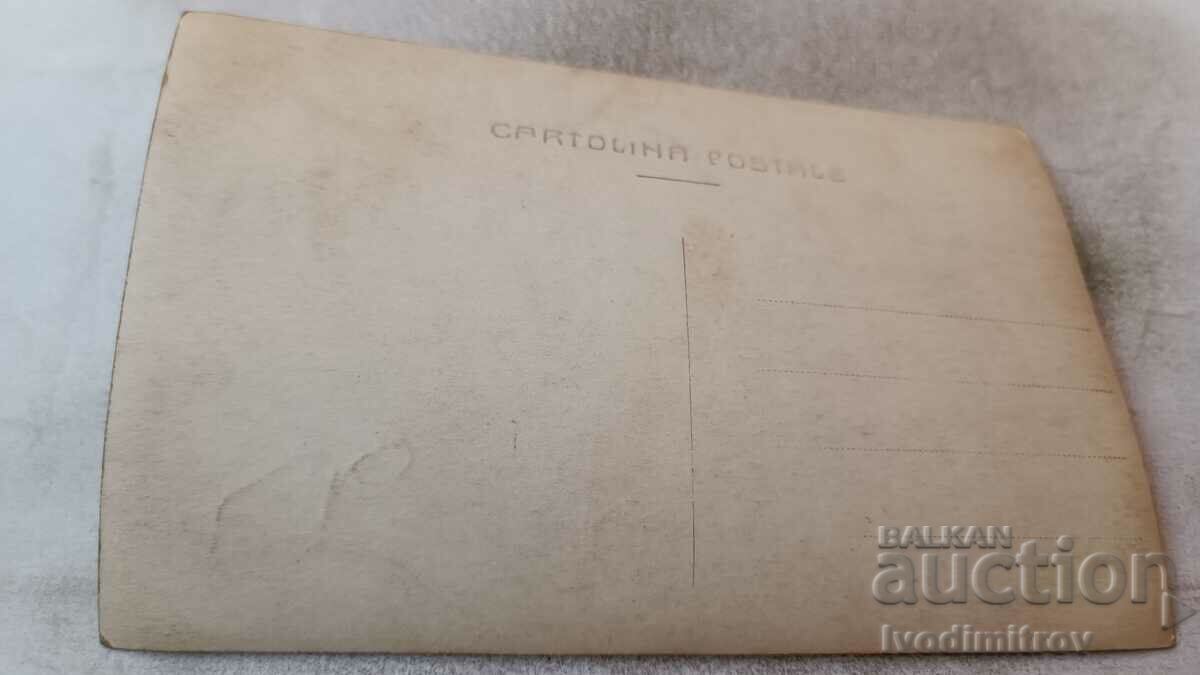 CARTOLINA POSTALE
BALKAN
auction
Ivodimitrov